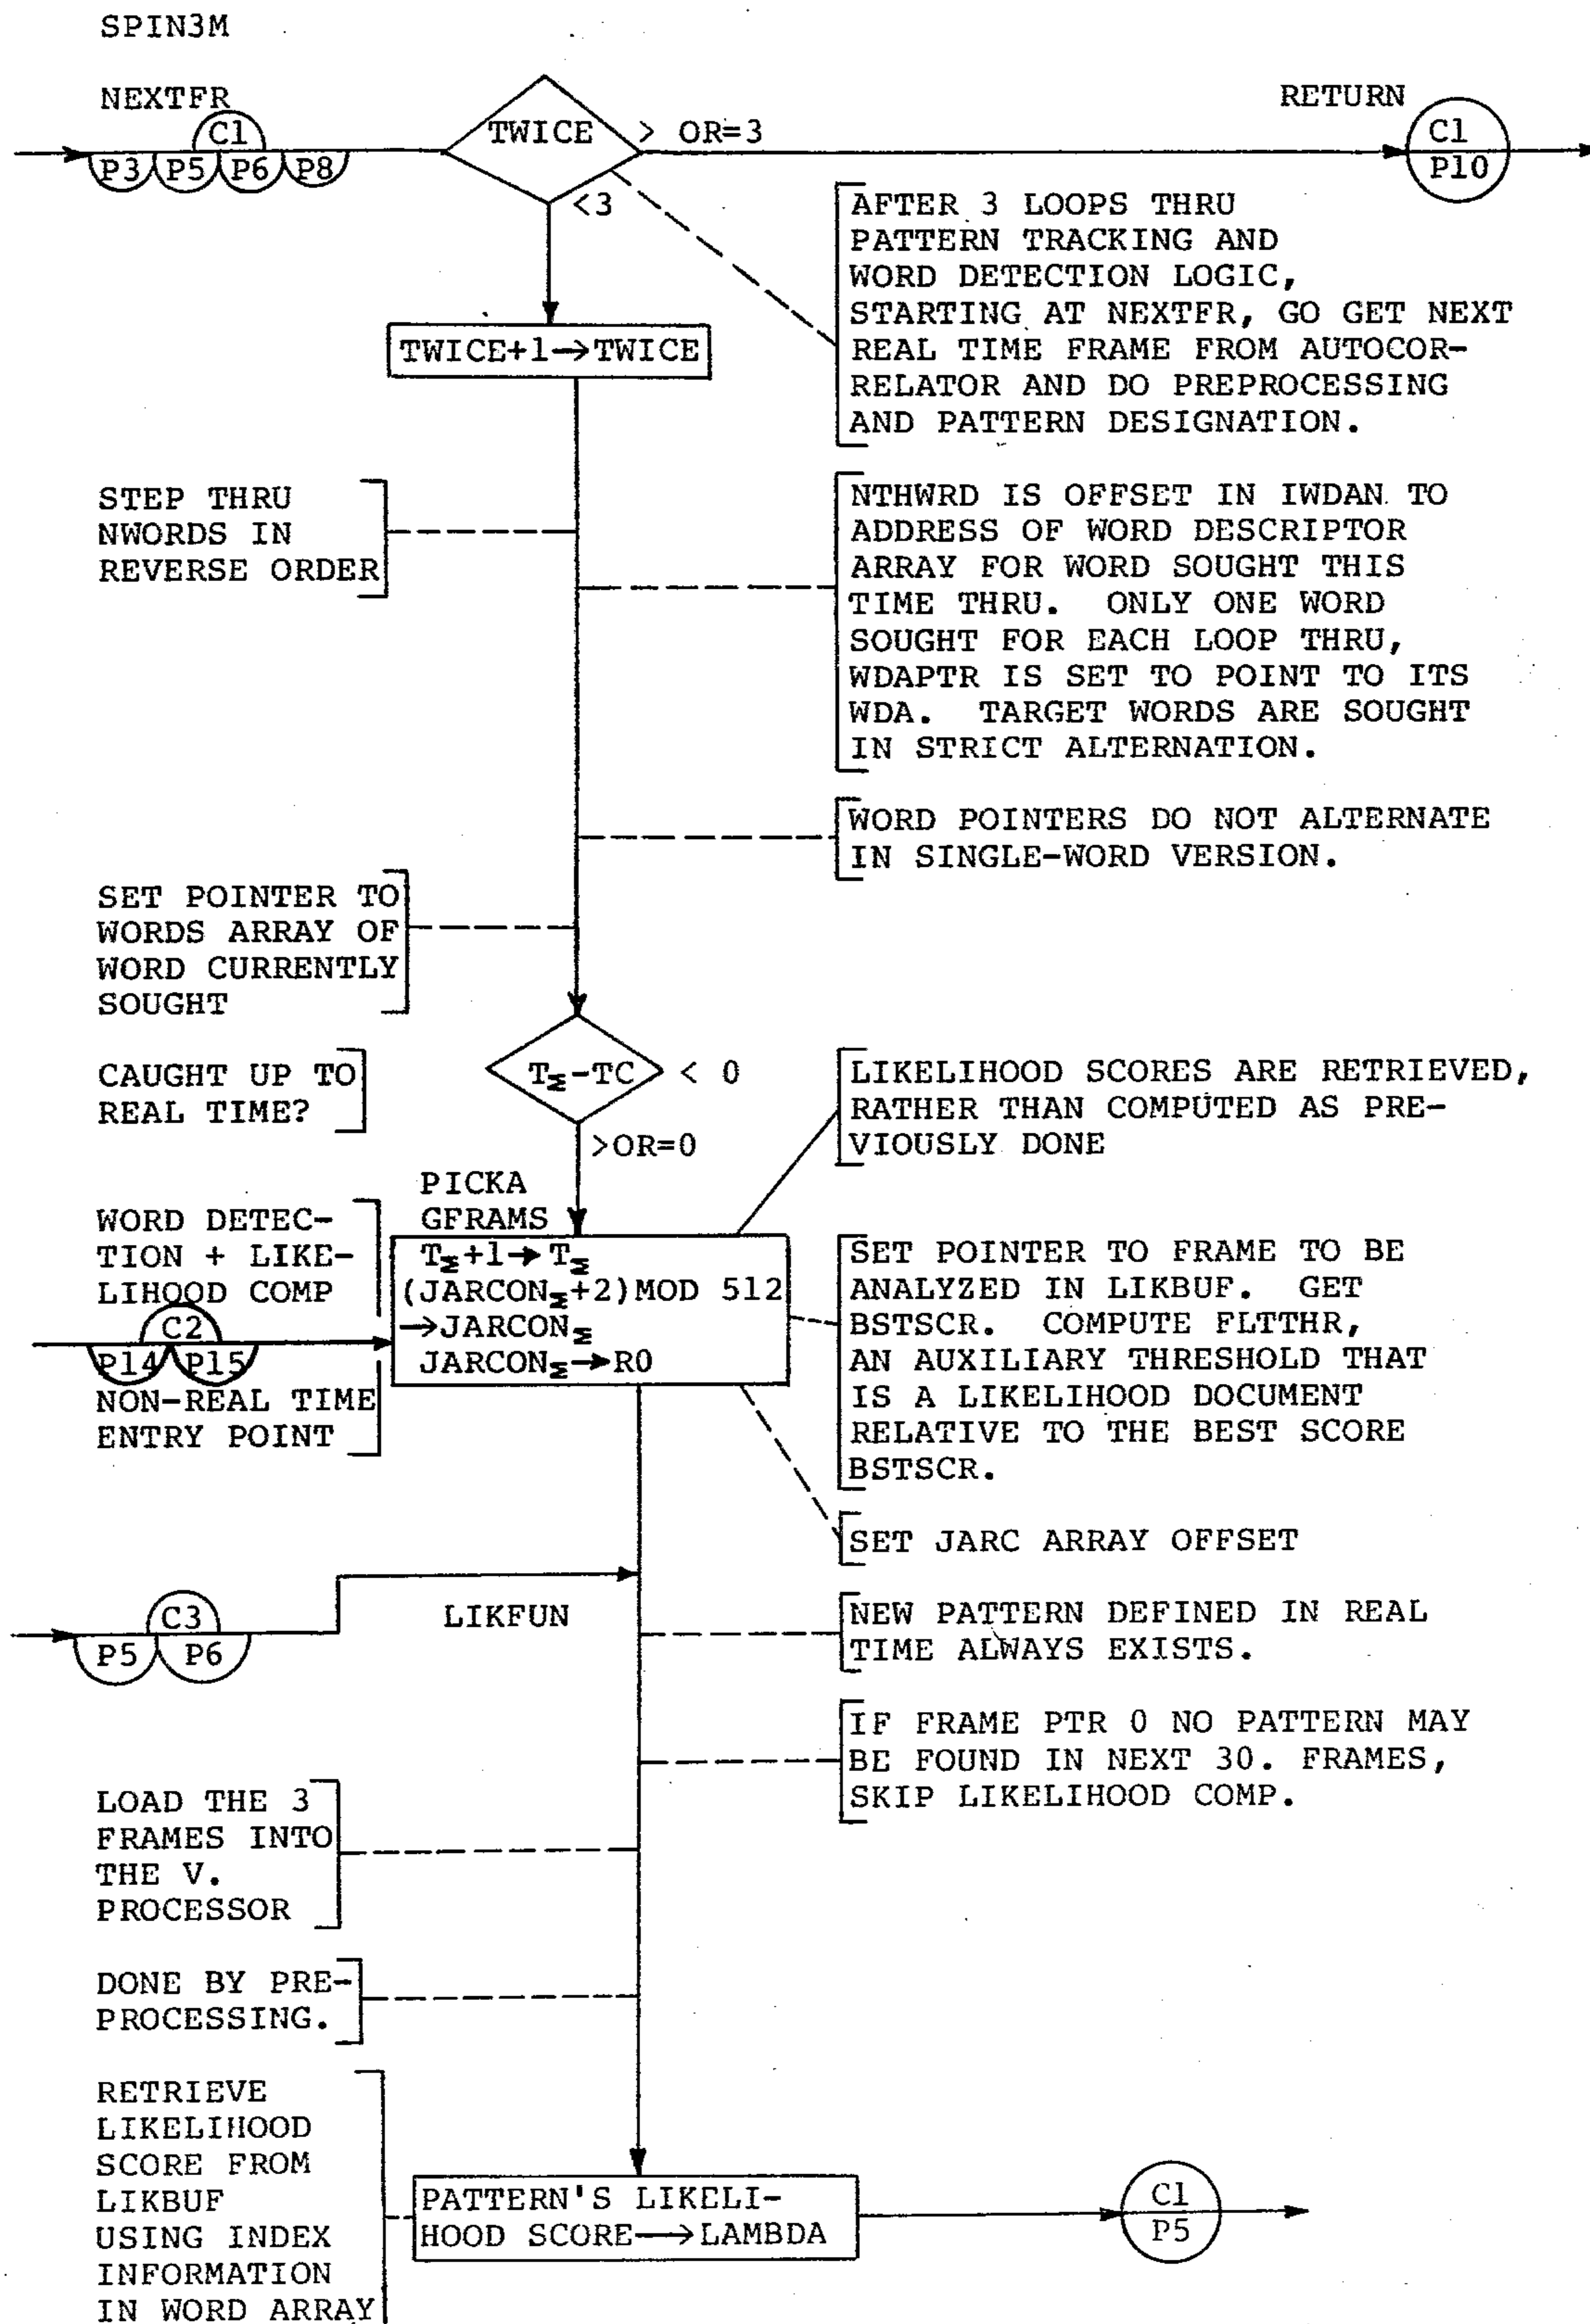 SPIN3M
NEXTFR
C1
P3 P5 P6 P8
TWICE
> OR=3
RETURN
C1
P10
<3
AFTER 3 LOOPS THRU
PATTERN TRACKING AND
WORD DETECTION LOGIC,
STARTING AT NEXTFR, GO GET NEXT
REAL TIME FRAME FROM AUTOCOR-
RELATOR AND DO PREPROCESSING
AND PATTERN DESIGNATION.
TWICE+1→TWICE
STEP THRU
NWORDS IN
REVERSE ORDER
NTHWRD IS OFFSET IN IWDAN TO
ADDRESS OF WORD DESCRIPTOR
ARRAY FOR WORD SOUGHT THIS
TIME THRU. ONLY ONE WORD
SOUGHT FOR EACH LOOP THRU,
WDAPTR IS SET TO POINT TO ITS
WDA. TARGET WORDS ARE SOUGHT
IN STRICT ALTERNATION.
WORD POINTERS DO NOT ALTERNATE
IN SINGLE-WORD VERSION.
SET POINTER TO
WORDS ARRAY OF
WORD CURRENTLY
SOUGHT
CAUGHT UP TO
REAL TIME?
TΣ-TC
< 0
>OR=0
LIKELIHOOD SCORES ARE RETRIEVED,
RATHER THAN COMPUTED AS PRE-
VIOUSLY DONE
PICKA
GFRAMS
WORD DETEC-
TION + LIKE-
LIHOOD COMP
C2
P14 P15
NON-REAL TIME
ENTRY POINT
TΣ+1→TΣ
(JARCONΣ+2)MOD 512
→JARCONΣ
JARCONΣ→R0
SET POINTER TO FRAME TO BE
ANALYZED IN LIKBUF. GET
BSTSCR. COMPUTE FLTTHR,
AN AUXILIARY THRESHOLD THAT
IS A LIKELIHOOD DOCUMENT
RELATIVE TO THE BEST SCORE
BSTSCR.
SET JARC ARRAY OFFSET
C3
P5 P6
LIKFUN
NEW PATTERN DEFINED IN REAL
TIME ALWAYS EXISTS.
IF FRAME PTR 0 NO PATTERN MAY
BE FOUND IN NEXT 30. FRAMES,
SKIP LIKELIHOOD COMP.
LOAD THE 3
FRAMES INTO
THE V.
PROCESSOR
DONE BY PRE-
PROCESSING.
RETRIEVE
LIKELIHOOD
SCORE FROM
LIKBUF
USING INDEX
INFORMATION
IN WORD ARRAY
PATTERN'S LIKELI-
HOOD SCORE→LAMBDA
C1
P5